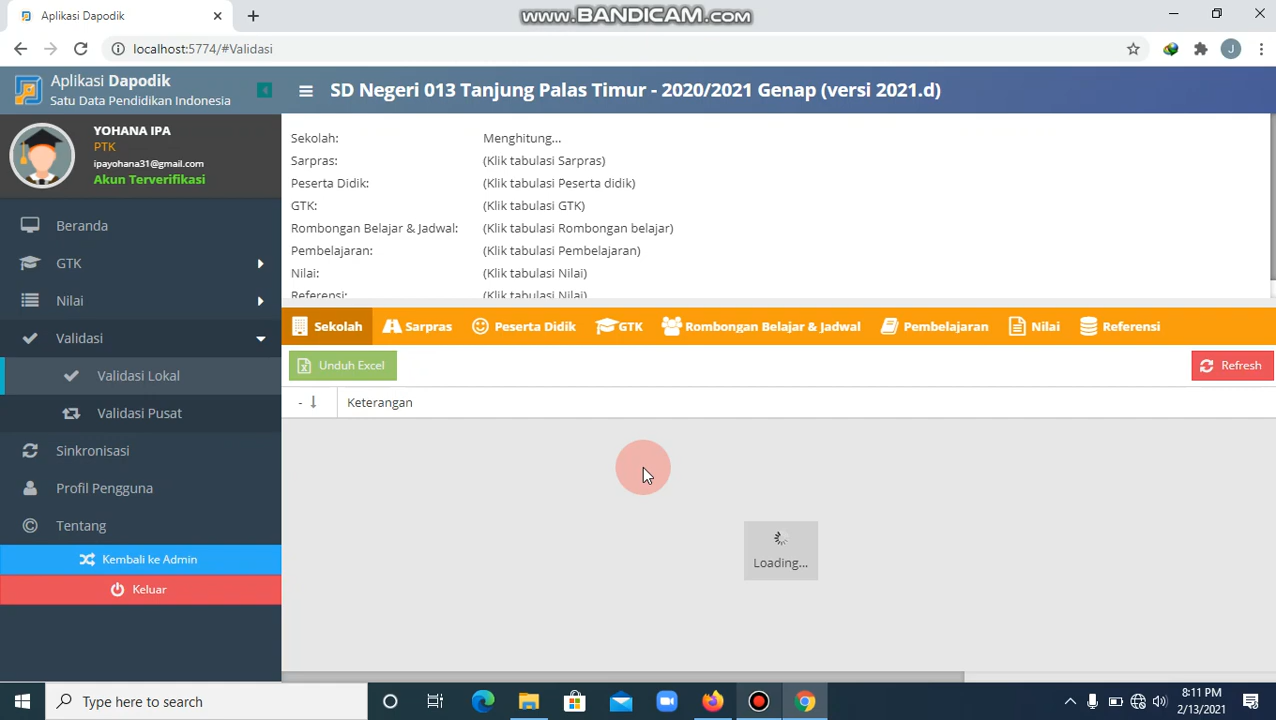 Aplikasi Dapodik
www.BANDICAM.com
localhost:5774/#Validasi
J
Aplikasi Dapodik
Satu Data Pendidikan Indonesia
SD Negeri 013 Tanjung Palas Timur - 2020/2021 Genap (versi 2021.d)
YOHANA IPA
PTK
ipayohana31@gmail.com
Akun Terverifikasi
Beranda
GTK
Nilai
Validasi
Validasi Lokal
Validasi Pusat
Sinkronisasi
Profil Pengguna
Tentang
Kembali ke Admin
Keluar
Sekolah: Menghitung...
Sarpras: (Klik tabulasi Sarpras)
Peserta Didik: (Klik tabulasi Peserta didik)
GTK: (Klik tabulasi GTK)
Rombongan Belajar & Jadwal: (Klik tabulasi Rombongan belajar)
Pembelajaran: (Klik tabulasi Pembelajaran)
Nilai: (Klik tabulasi Nilai)
Referensi: (Klik tabulasi Nilai)
Sekolah Sarpras Peserta Didik GTK Rombongan Belajar & Jadwal Pembelajaran Nilai Referensi
Unduh Excel Refresh
- Keterangan
Loading...
Type here to search
8:11 PM
2/13/2021